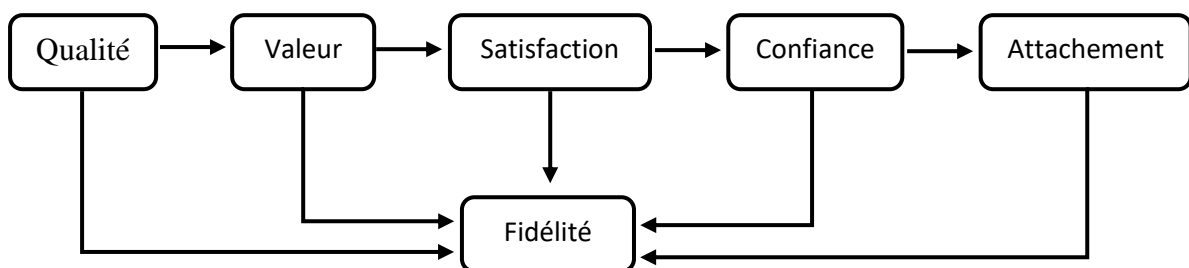 Qualité
Valeur
Satisfaction
Confiance
Attachement
Fidélité